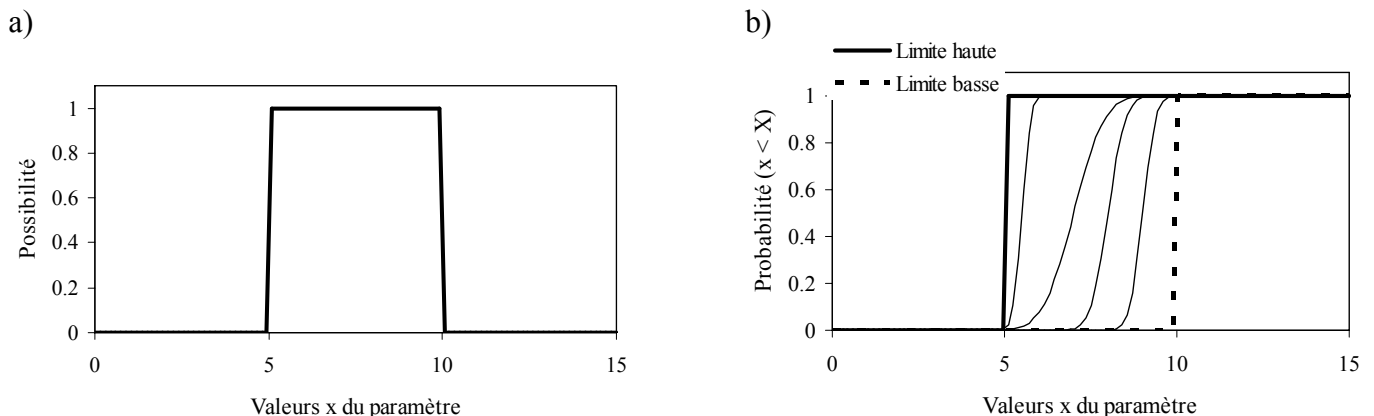 a)
Possibilité
1
0.8
0.6
0.4
0.2
0
0
5
10
15
Valeurs x du paramètre
b)
Limite haute
Limite basse
Probabilité (x < X)
1
0.8
0.6
0.4
0.2
0
0
5
10
15
Valeurs x du paramètre